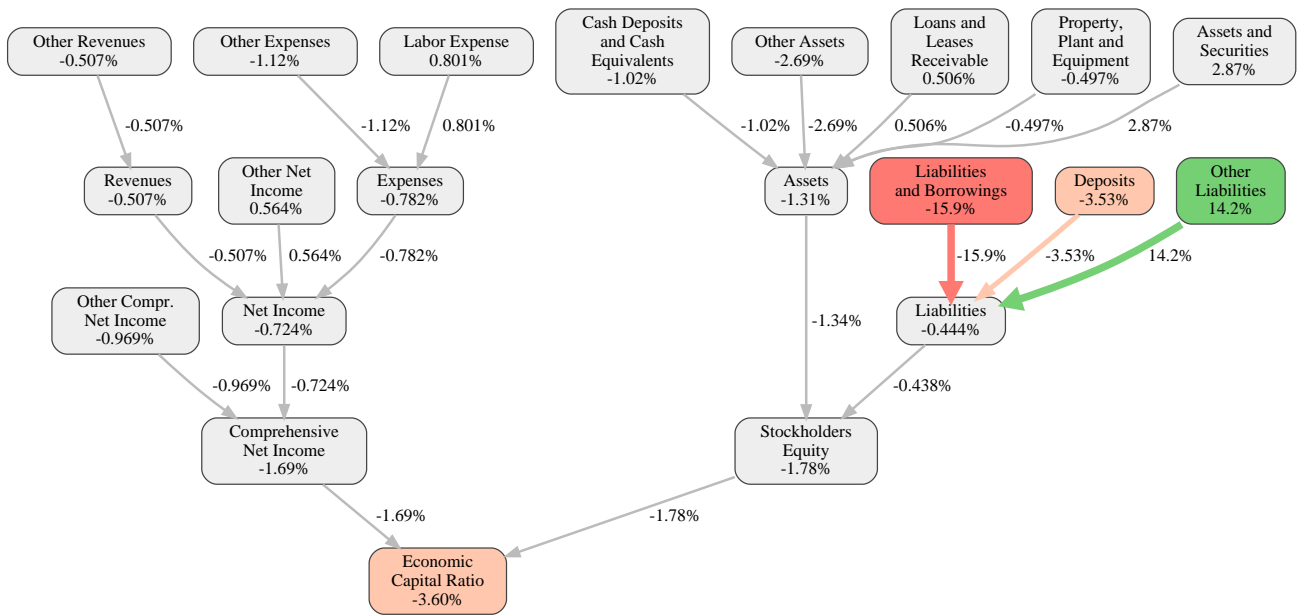 Other Revenues
-0.507%
Other Expenses
-1.12%
Labor Expense
0.801%
Cash Deposits
and Cash
Equivalents
-1.02%
Other Assets
-2.69%
Loans and
Leases
Receivable
0.506%
Property,
Plant and
Equipment
-0.497%
Assets and
Securities
2.87%
-0.507%
-1.12%
0.801%
-1.02%
-2.69%
0.506%
-0.497%
2.87%
Revenues
-0.507%
Other Net
Income
0.564%
Expenses
-0.782%
Assets
-1.31%
Liabilities
and Borrowings
-15.9%
Deposits
-3.53%
Other
Liabilities
14.2%
-0.507%
0.564%
-0.782%
-15.9%
-3.53%
14.2%
Other Compr.
Net Income
-0.969%
Net Income
-0.724%
-1.34%
Liabilities
-0.444%
-0.969%
-0.724%
-0.438%
Comprehensive
Net Income
-1.69%
Stockholders
Equity
-1.78%
-1.69%
-1.78%
Economic
Capital Ratio
-3.60%